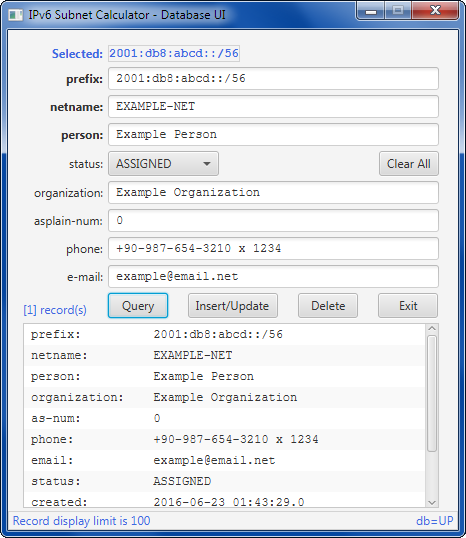 IPv6 Subnet Calculator - Database UI
Selected: 2001:db8:abcd::/56
prefix: 2001:db8:abcd::/56
netname: EXAMPLE-NET
person: Example Person
status: ASSIGNED Clear All
organization: Example Organization
asplain-num: 0
phone: +90-987-654-3210 x 1234
e-mail: example@email.net
[1] record(s) Query Insert/Update Delete Exit
prefix: 2001:db8:abcd::/56
netname: EXAMPLE-NET
person: Example Person
organization: Example Organization
as-num: 0
phone: +90-987-654-3210 x 1234
email: example@email.net
status: ASSIGNED
created: 2016-06-23 01:43:29.0
Record display limit is 100 db=UP